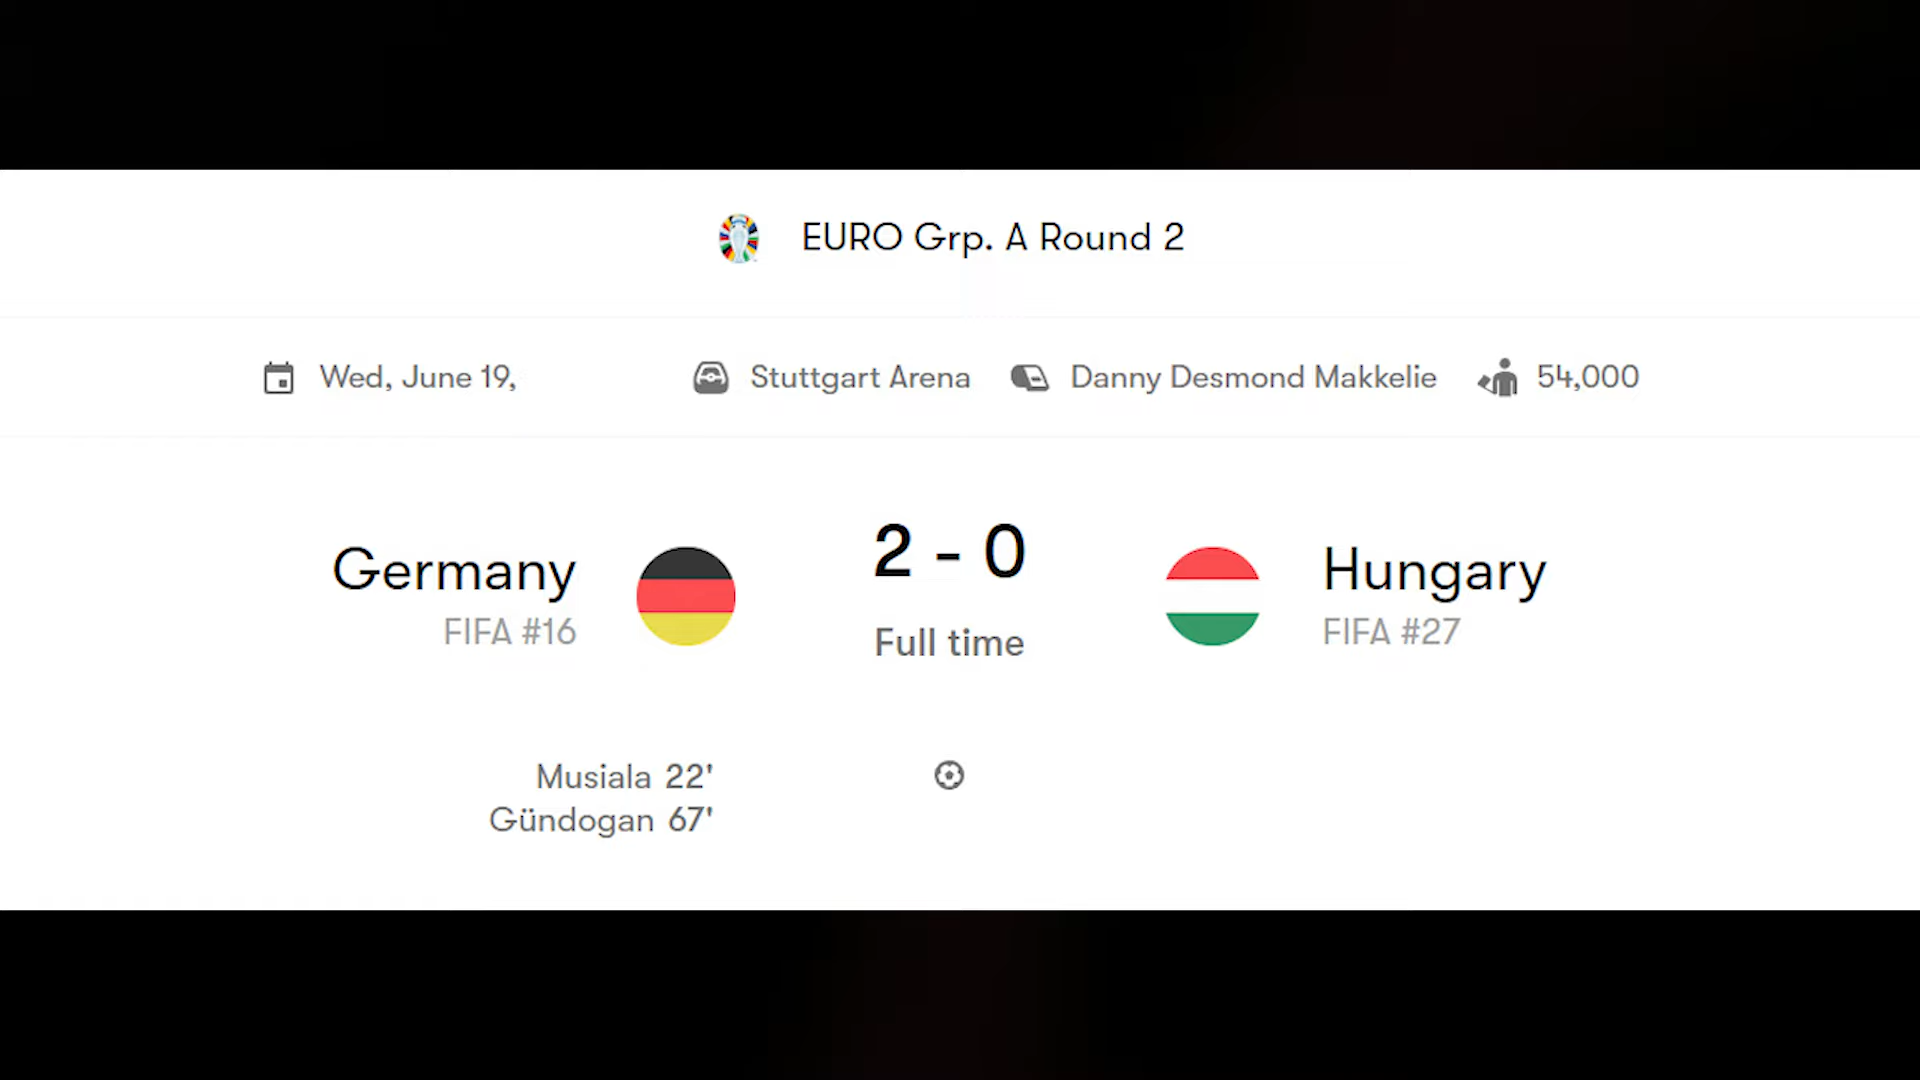 EURO Grp. A Round 2
Wed, June 19, Stuttgart Arena Danny Desmond Makkelie 54,000
2 - 0
Germany Hungary
FIFA #16 Full time FIFA #27
Musiala 22'
Gündogan 67'